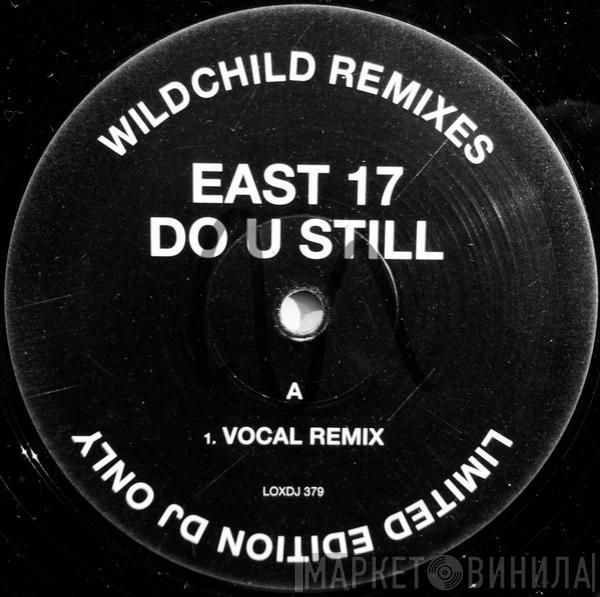 WILDCHILD REMIXES
EAST 17
DO U STILL
A
1. VOCAL REMIX
LOXDJ 379
LIMITED EDITION DJ ONLY
МАРКЕТ ВИНИЛА